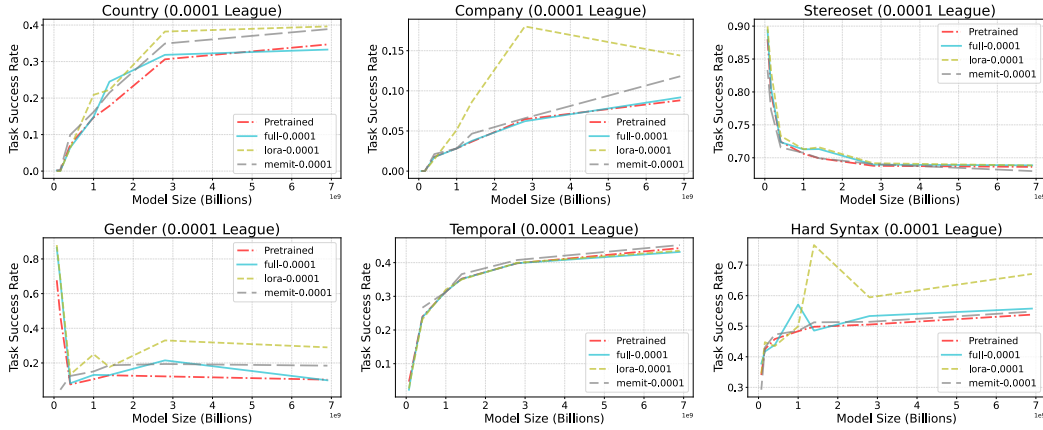 Country (0.0001 League)
Task Success Rate
0.4
0.3
0.2
0.1
0.0
Pretrained
full-0.0001
lora-0.0001
memit-0.0001
0 1 2 3 4 5 6 7
1e9
Model Size (Billions)
Company (0.0001 League)
Task Success Rate
0.15
0.10
0.05
0.00
Pretrained
full-0.0001
lora-0.0001
memit-0.0001
0 1 2 3 4 5 6 7
1e9
Model Size (Billions)
Stereoset (0.0001 League)
Task Success Rate
0.90
0.85
0.80
0.75
0.70
Pretrained
full-0.0001
lora-0.0001
memit-0.0001
0 1 2 3 4 5 6 7
1e9
Model Size (Billions)
Gender (0.0001 League)
Task Success Rate
0.8
0.6
0.4
0.2
Pretrained
full-0.0001
lora-0.0001
memit-0.0001
0 1 2 3 4 5 6 7
1e9
Model Size (Billions)
Temporal (0.0001 League)
Task Success Rate
0.4
0.3
0.2
0.1
0.0
Pretrained
full-0.0001
lora-0.0001
memit-0.0001
0 1 2 3 4 5 6 7
1e9
Model Size (Billions)
Hard Syntax (0.0001 League)
Task Success Rate
0.7
0.6
0.5
0.4
0.3
Pretrained
full-0.0001
lora-0.0001
memit-0.0001
0 1 2 3 4 5 6 7
1e9
Model Size (Billions)